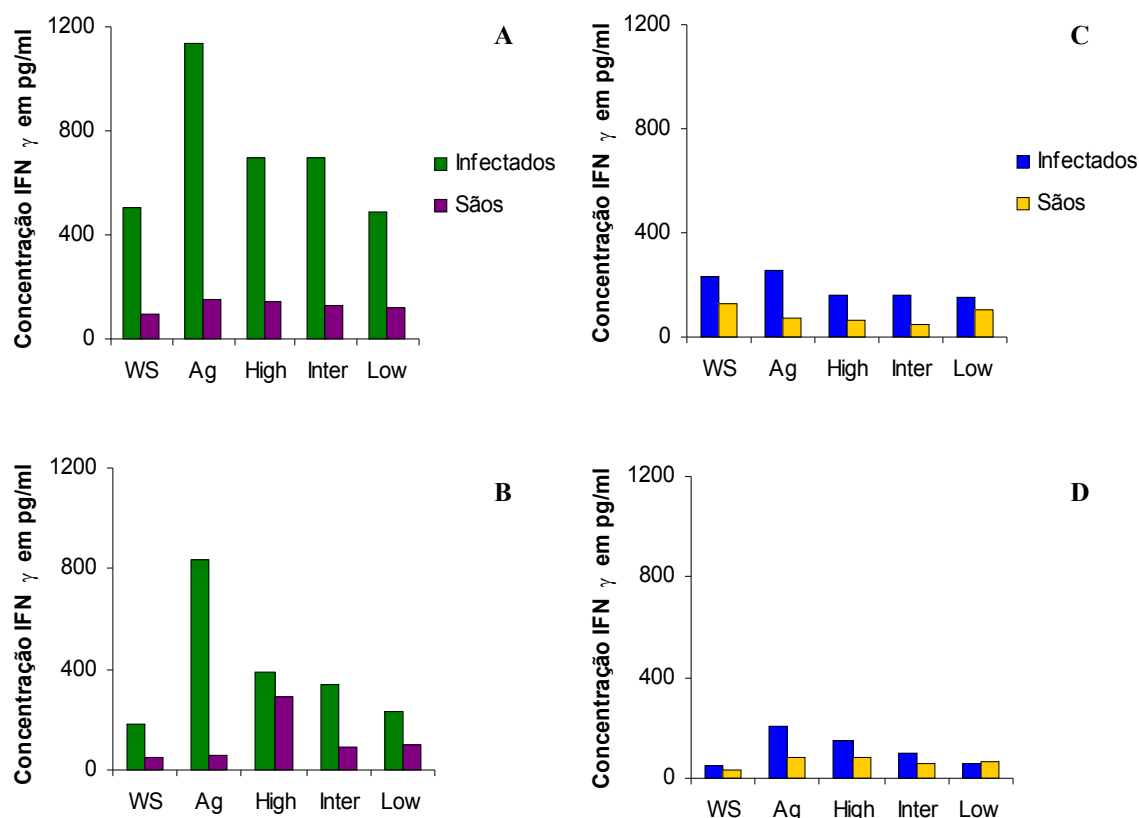 A
Concentração IFN γ em pg/ml
1200
800
400
0
WS Ag High Inter Low
Infectados
Sãos
C
Concentração IFN γ em pg/ml
1200
800
400
0
WS Ag High Inter Low
Infectados
Sãos
B
Concentração IFN γ em pg/ml
1200
800
400
0
WS Ag High Inter Low
D
Concentração IFN γ em pg/ml
1200
800
400
0
WS Ag High Inter Low